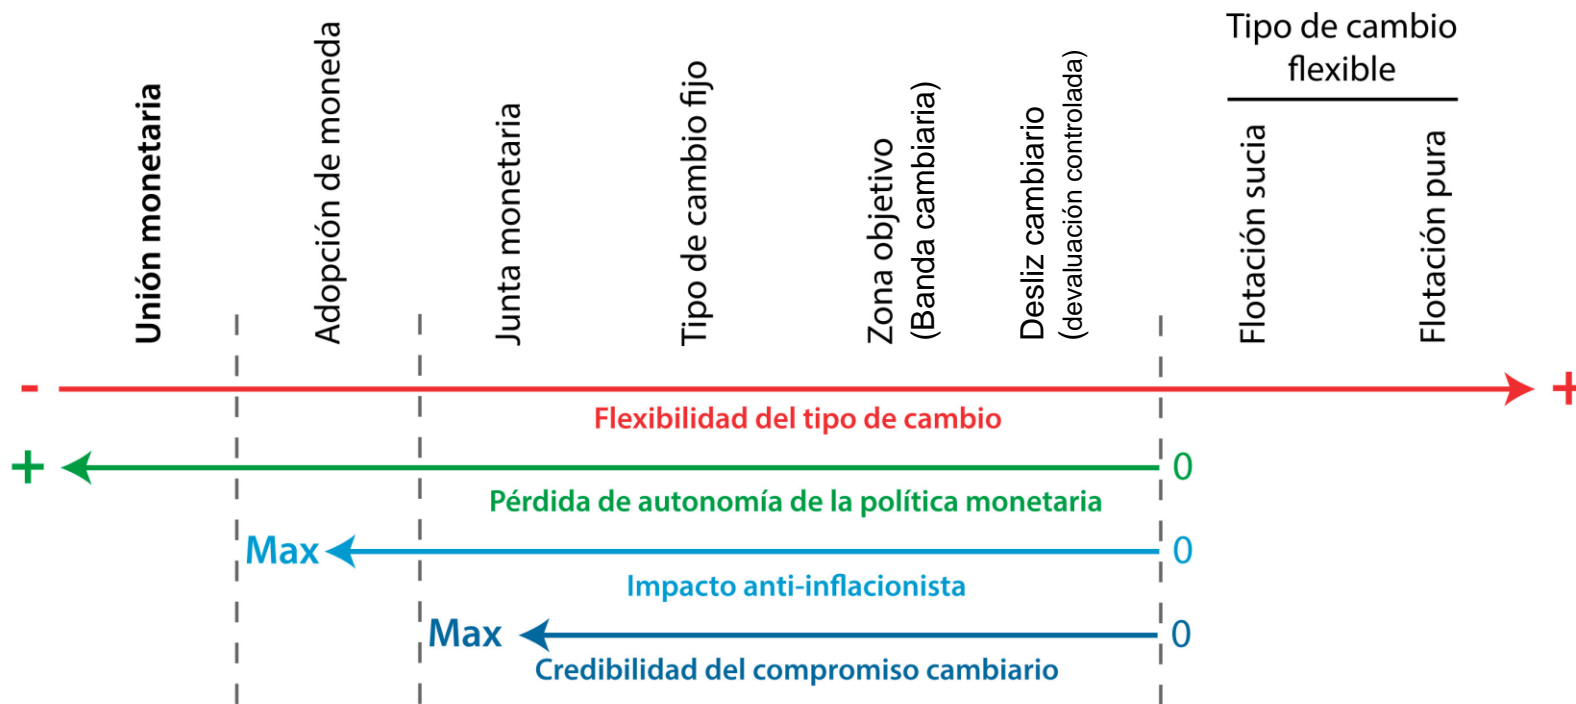 Unión monetaria
Adopción de moneda
Junta monetaria
Tipo de cambio fijo
Zona objetivo
(Banda cambiaria)
Desliz cambiario
(devaluación controlada)
Tipo de cambio
flexible
Flotación sucia
Flotación pura
- +
Flexibilidad del tipo de cambio
+ 0
Pérdida de autonomía de la política monetaria
Max 0
Impacto anti-inflacionista
Max 0
Credibilidad del compromiso cambiario